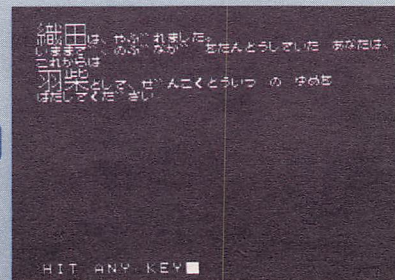 織田は、やぶ゛れました。
いままて゛、のぶ なか゛ をたんとうしていた あなたは、
これからは
羽柴として、せ゛んこくとういつ の ゆめを
はたしてくた゛さい
HIT ANY KEY